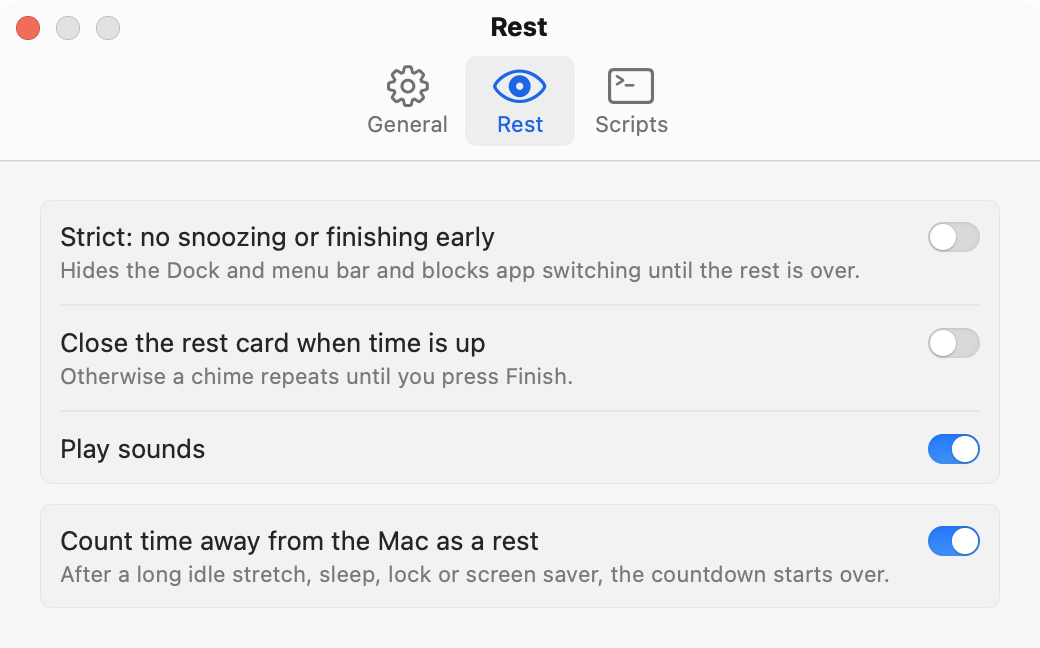 Rest
General
Rest
Scripts
Strict: no snoozing or finishing early
Hides the Dock and menu bar and blocks app switching until the rest is over.
Close the rest card when time is up
Otherwise a chime repeats until you press Finish.
Play sounds
Count time away from the Mac as a rest
After a long idle stretch, sleep, lock or screen saver, the countdown starts over.